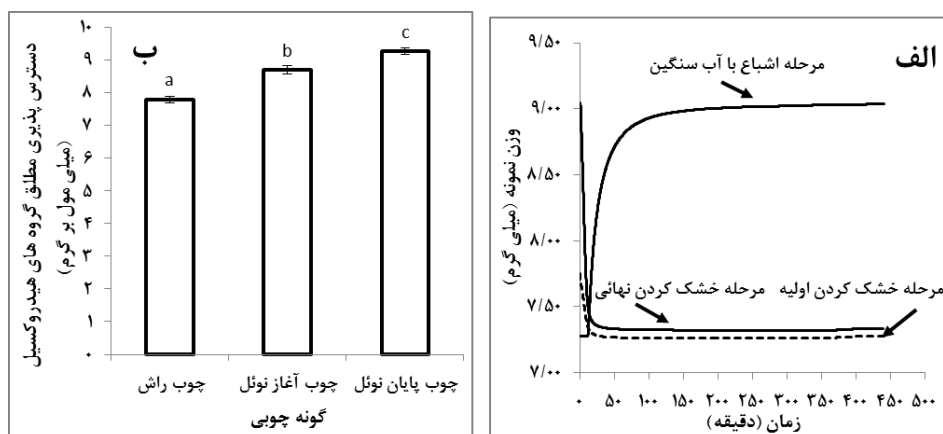 الف
وزن نمونه (میلی گرم)
۹/۵۰
۹/۰۰
۸/۵۰
۸/۰۰
۷/۵۰
۷/۰۰
مرحله اشباع با آب سنگین
مرحله خشک کردن اولیه
مرحله خشک کردن نهائی
۰ ۵۰ ۱۰۰ ۱۵۰ ۲۰۰ ۲۵۰ ۳۰۰ ۳۵۰ ۴۰۰ ۴۵۰ ۵۰۰
زمان (دقیقه)
ب
دسترس پذیری مطلق گروه های هیدروکسیل
(میلی مول بر گرم)
۱۰
۹
۸
۷
۶
۵
۴
۳
۲
۱
۰
a
b
c
چوب راش
چوب آغاز نوئل
چوب پایان نوئل
گونه چوبی